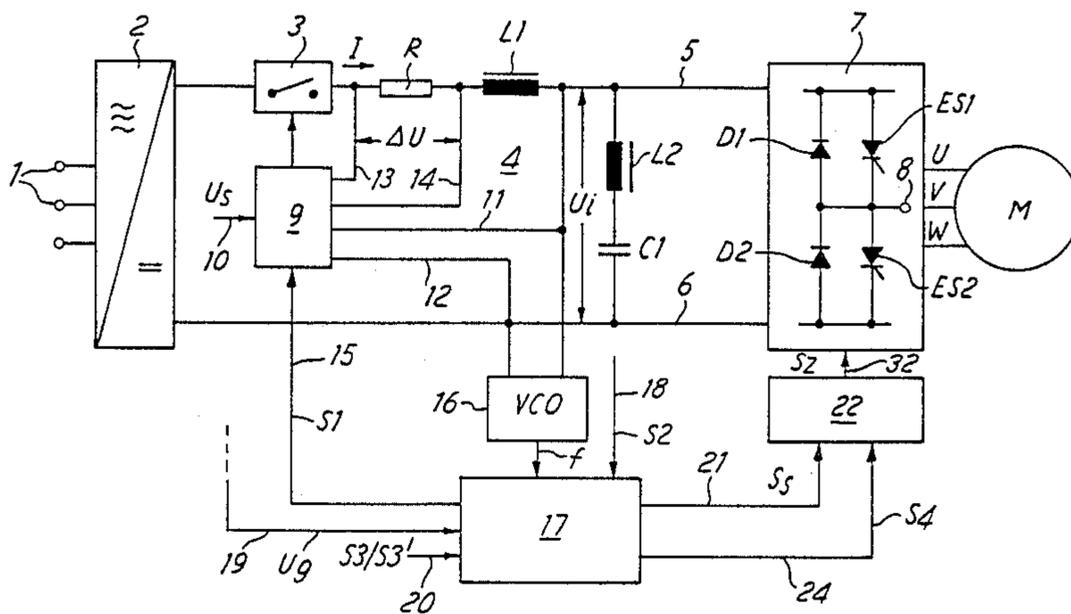 2
3
I
R
L1
5
7
ΔU
D1
ES1
L2
U
8
1
13
14
4
Ui
V
M
Us
9
11
C1
W
10
D2
ES2
12
6
15
Sz
32
16
VCO
18
22
S1
f
S2
21
Ss
17
S4
19
Ug
S3/S3'
20
24